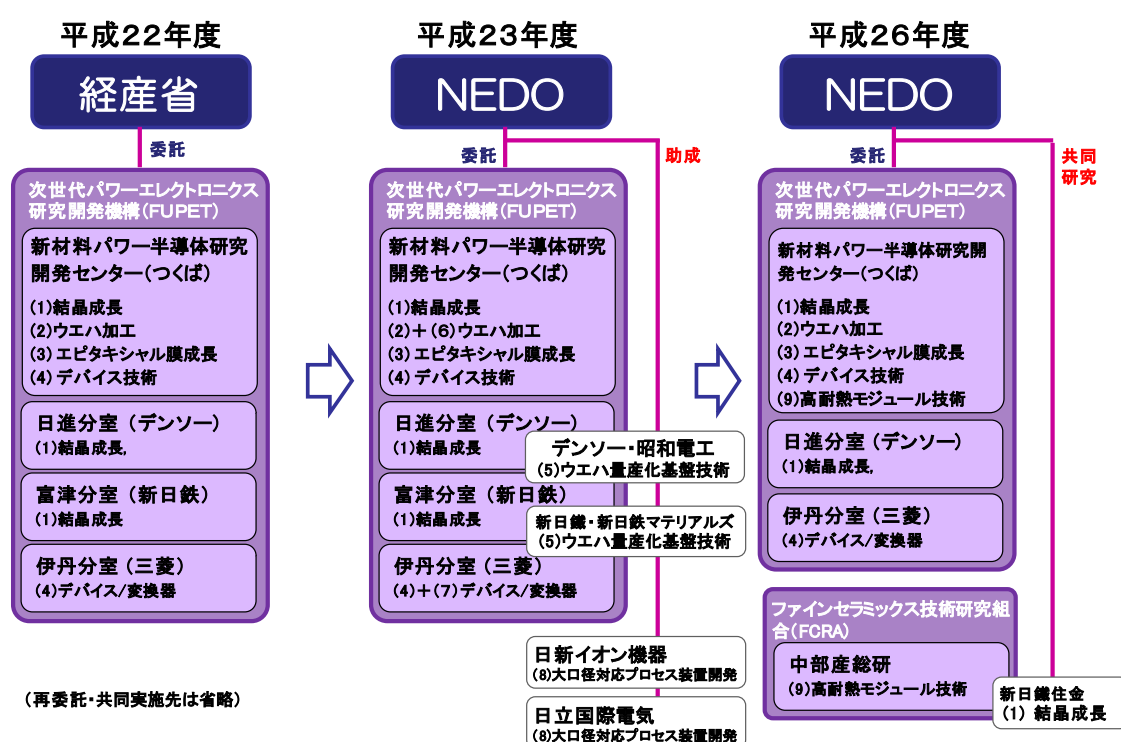 平成22年度
経産省
委託
次世代パワーエレクトロニクス
研究開発機構(FUPET)
新材料パワー半導体研究
開発センター(つくば)
(1)結晶成長
(2)ウエハ加工
(3)エピタキシャル膜成長
(4)デバイス技術
日進分室(デンソー)
(1)結晶成長,
富津分室(新日鉄)
(1)結晶成長
伊丹分室(三菱)
(4)デバイス/変換器
(再委託・共同実施先は省略)
平成23年度
NEDO
委託
助成
次世代パワーエレクトロニクス
研究開発機構(FUPET)
新材料パワー半導体研究
開発センター(つくば)
(1)結晶成長
(2)+(6)ウエハ加工
(3)エピタキシャル膜成長
(4)デバイス技術
日進分室(デンソー)
(1)結晶成長
富津分室(新日鉄)
(1)結晶成長
伊丹分室(三菱)
(4)+(7)デバイス/変換器
デンソー・昭和電工
(5)ウエハ量産化基盤技術
新日鐵・新日鉄マテリアルズ
(5)ウエハ量産化基盤技術
日新イオン機器
(8)大口径対応プロセス装置開発
日立国際電気
(8)大口径対応プロセス装置開発
平成26年度
NEDO
委託
共同
研究
次世代パワーエレクトロニクス
研究開発機構(FUPET)
新材料パワー半導体研究開
発センター(つくば)
(1)結晶成長
(2)ウエハ加工
(3)エピタキシャル膜成長
(4)デバイス技術
(9)高耐熱モジュール技術
日進分室(デンソー)
(1)結晶成長,
伊丹分室(三菱)
(4)デバイス/変換器
ファインセラミックス技術研究組
合(FCRA)
中部産総研
(9)高耐熱モジュール技術
新日鐵住金
(1) 結晶成長